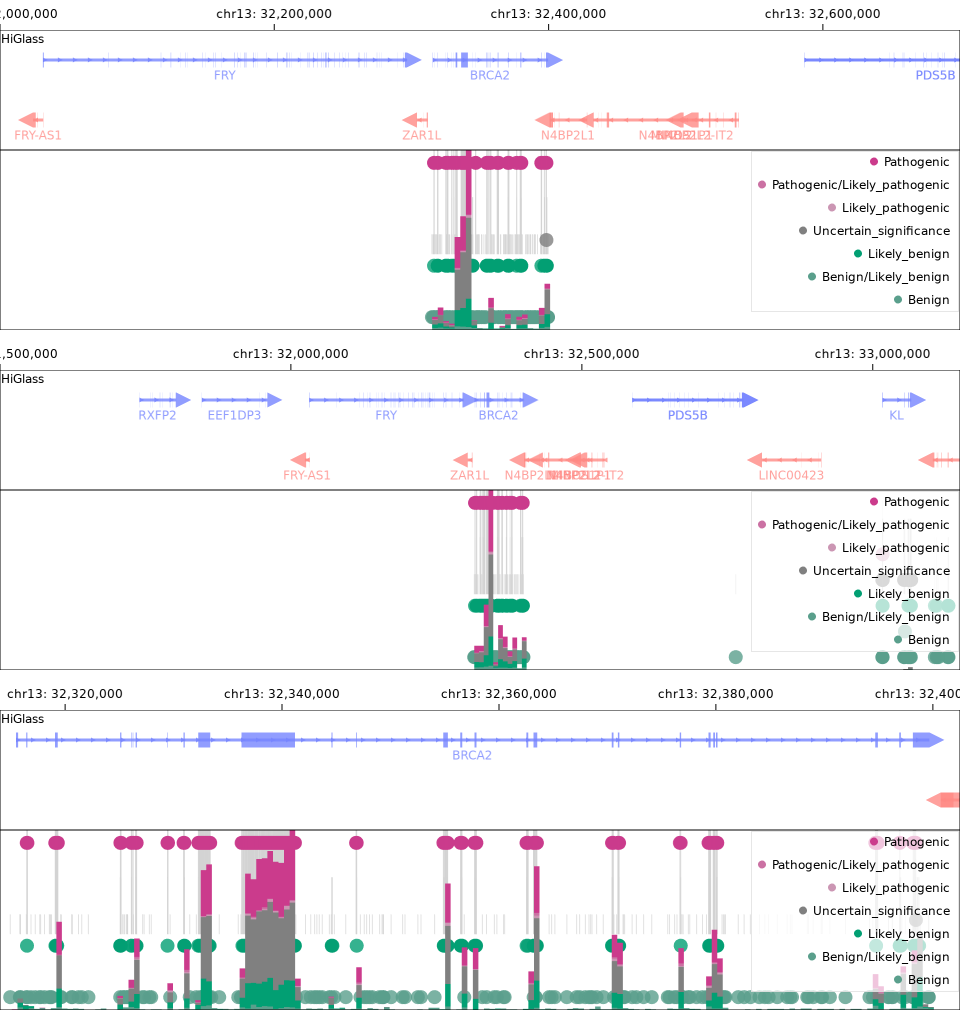 2,000,000 chr13: 32,200,000 chr13: 32,400,000 chr13: 32,600,000
HiGlass
FRY BRCA2 PDS5B
FRY-AS1 ZAR1L N4BP2L1
Pathogenic
Pathogenic/Likely_pathogenic
Likely_pathogenic
Uncertain_significance
Likely_benign
Benign/Likely_benign
Benign
,500,000 chr13: 32,000,000 chr13: 32,500,000 chr13: 33,000,000
HiGlass
RXFP2 EEF1DP3 FRY BRCA2 PDS5B KL
FRY-AS1 ZAR1L LINC00423
Pathogenic
Pathogenic/Likely_pathogenic
Likely_pathogenic
Uncertain_significance
Likely_benign
Benign/Likely_benign
Benign
chr13: 32,320,000 chr13: 32,340,000 chr13: 32,360,000 chr13: 32,380,000 chr13: 32,400
HiGlass
BRCA2
Pathogenic
Pathogenic/Likely_pathogenic
Likely_pathogenic
Uncertain_significance
Likely_benign
Benign/Likely_benign
Benign